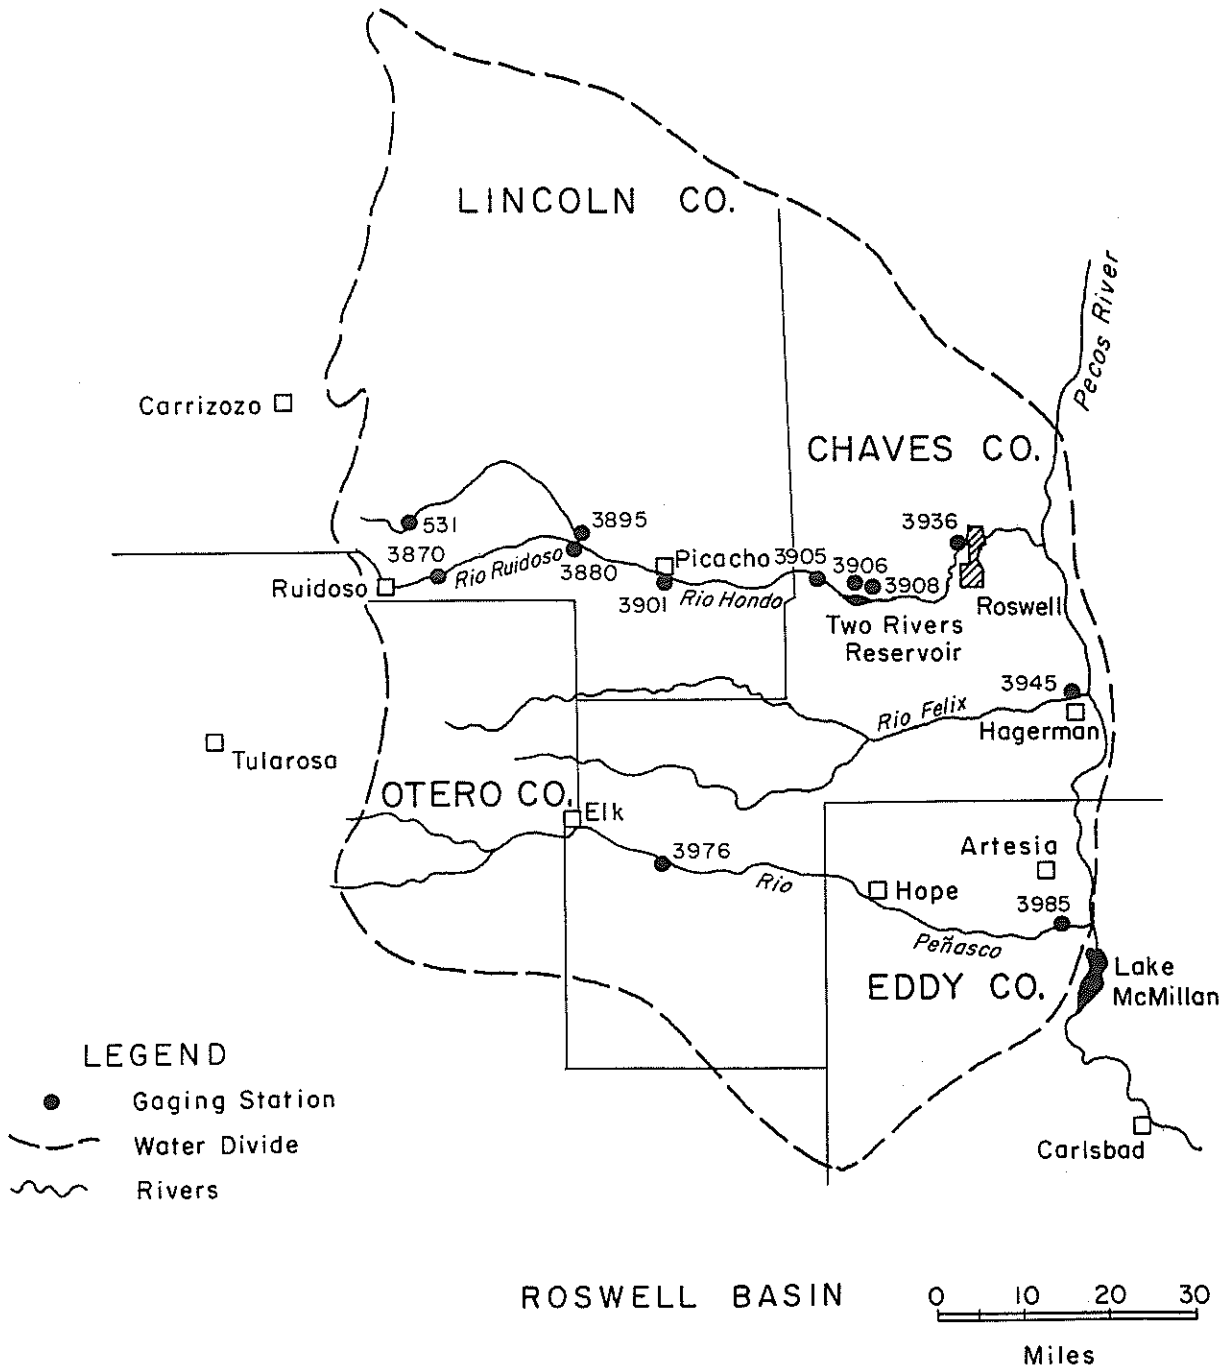 LINCOLN CO.
Pecos River
Carrizozo
CHAVES CO.
531
3895
3936
3870
Rio Ruidoso
3880
Picacho
3905
3906
3908
Ruidoso
3901
Rio Hondo
Roswell
Two Rivers
Reservoir
3945
Rio Felix
Hagerman
Tularosa
OTERO CO.
Elk
3976
Artesia
Rio
Hope
3985
Peñasco
EDDY CO.
Lake
McMillan
LEGEND
Gaging Station
Water Divide
Rivers
Carlsbad
ROSWELL BASIN
0 10 20 30
Miles